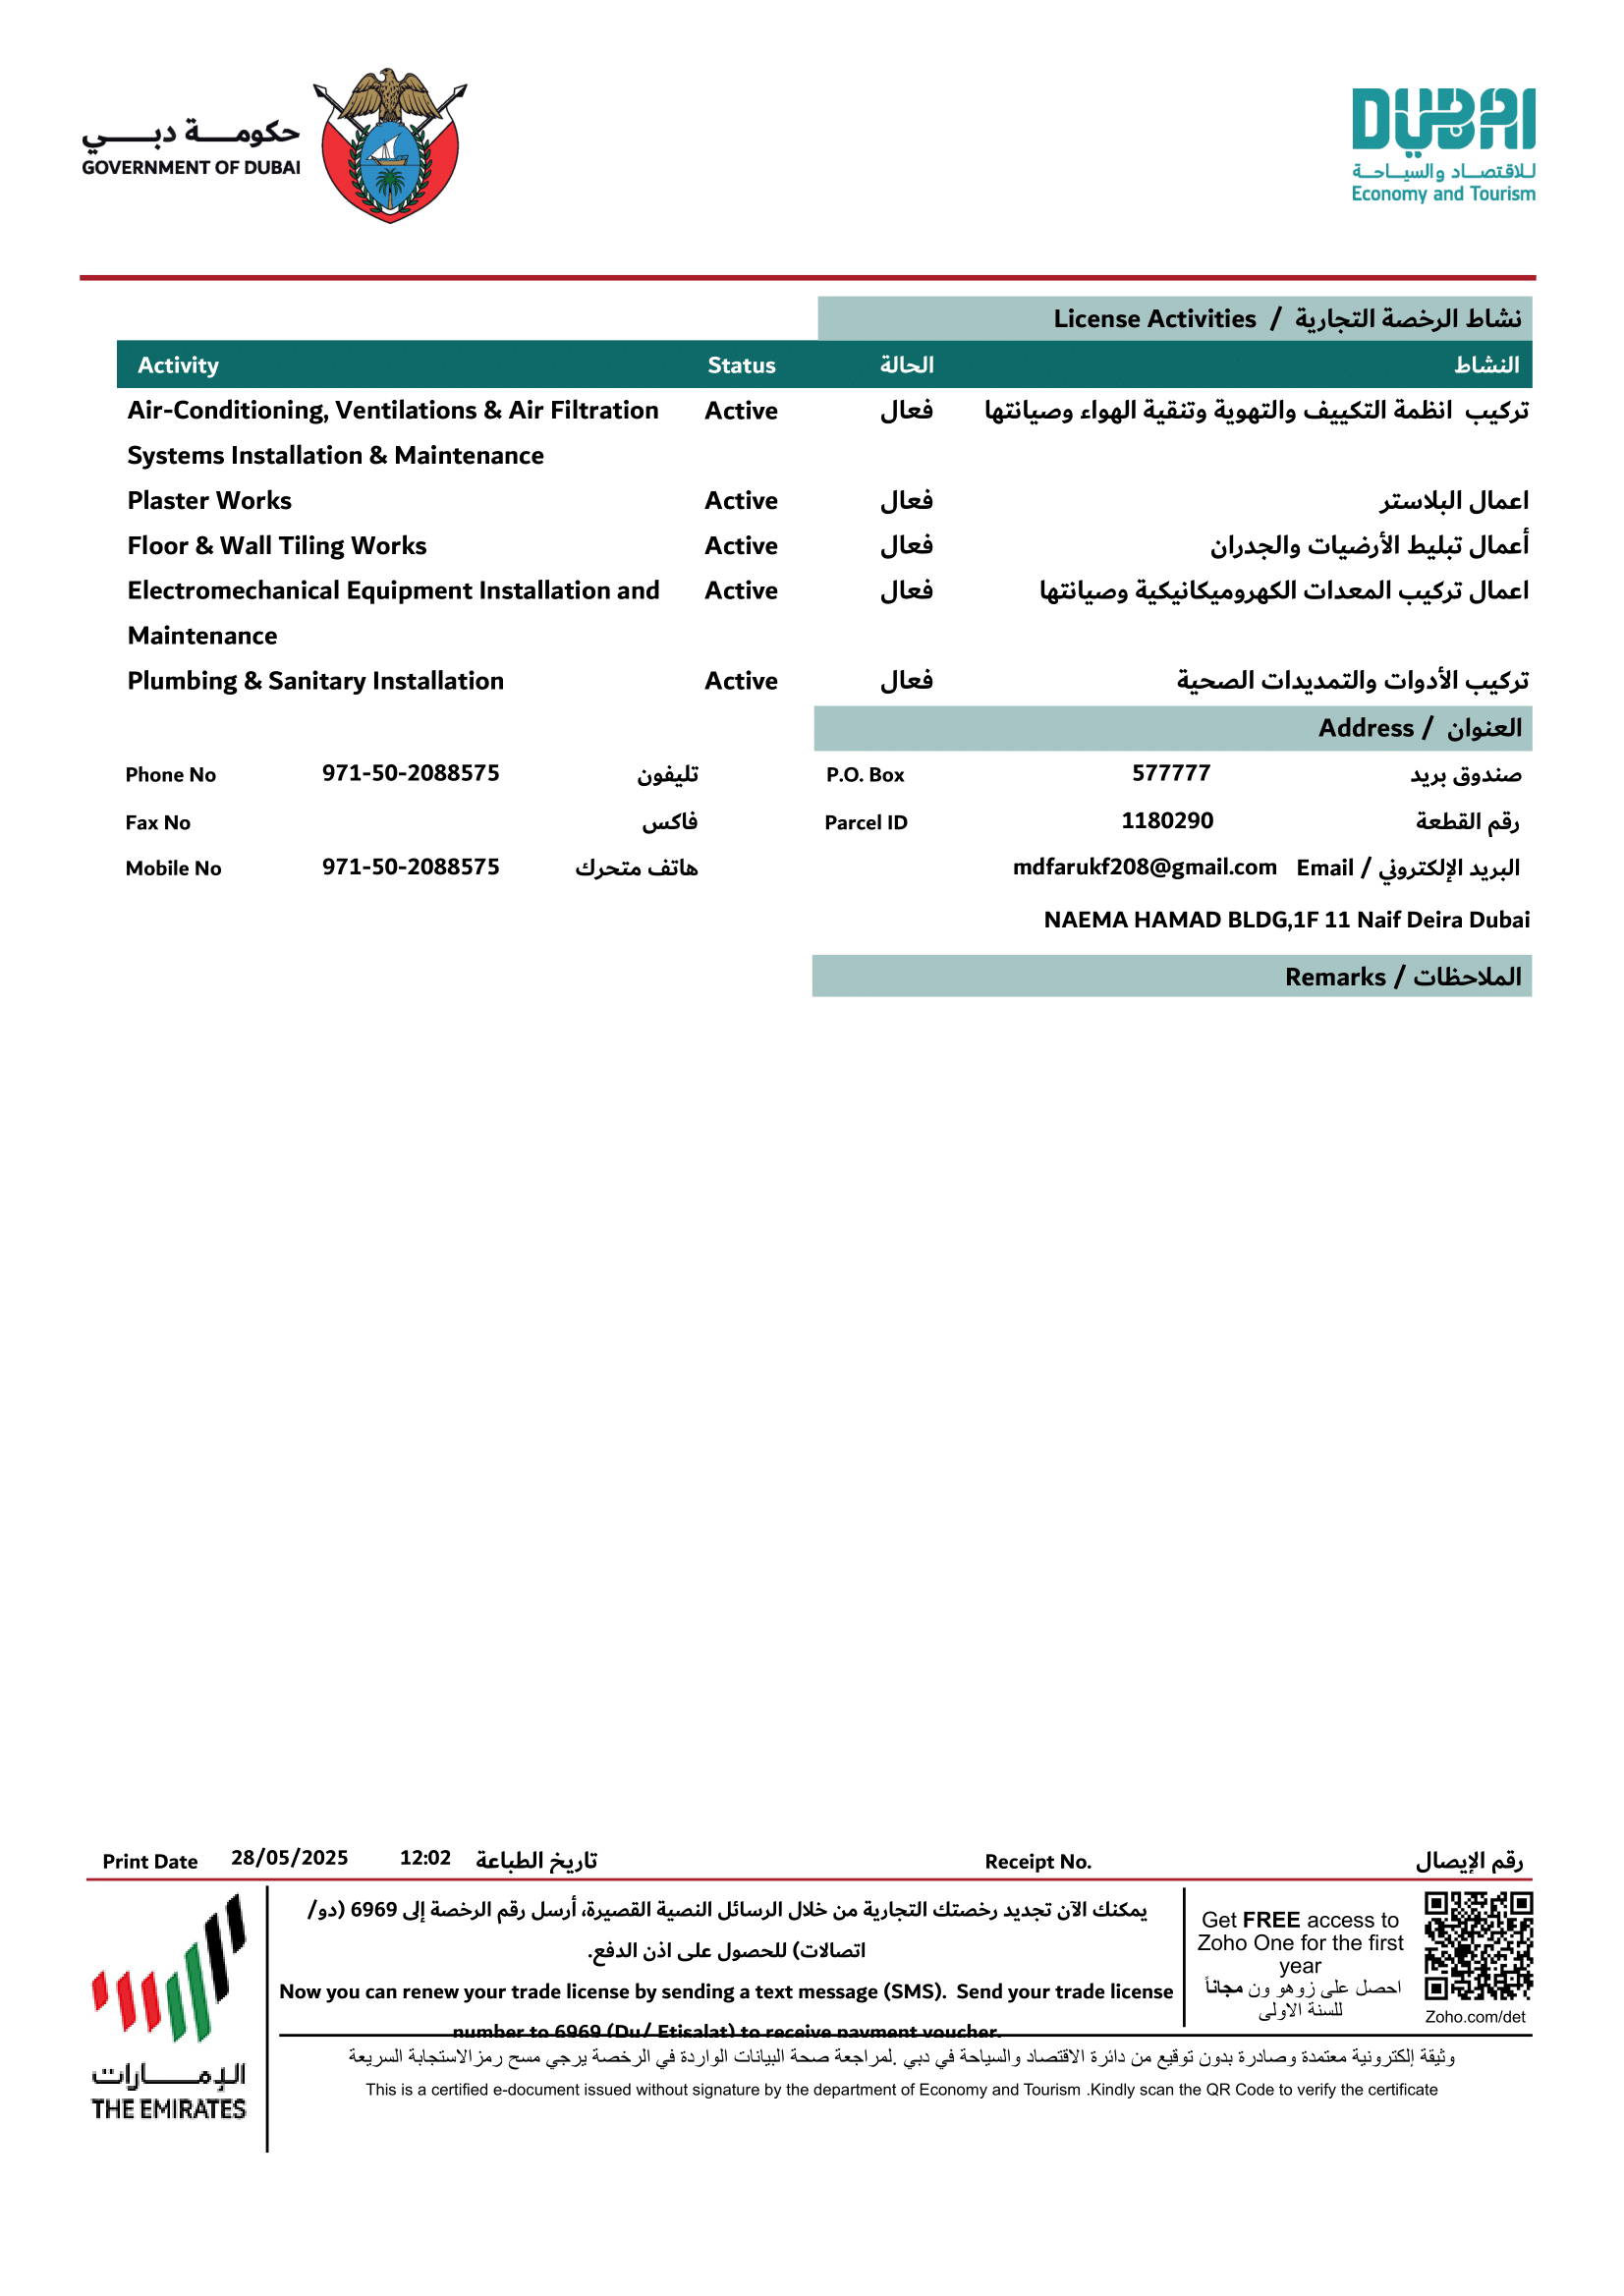 حكومة دبي
GOVERNMENT OF DUBAI
DUBAI
للاقتصاد والسياحة
Economy and Tourism
License Activities / نشاط الرخصة التجارية
Activity Status الحالة النشاط
Air-Conditioning, Ventilations & Air Filtration Active فعال تركيب انظمة التكييف والتهوية وتنقية الهواء وصيانتها
Systems Installation & Maintenance
Plaster Works Active فعال اعمال البلاستر
Floor & Wall Tiling Works Active فعال أعمال تبليط الأرضيات والجدران
Electromechanical Equipment Installation and Active فعال اعمال تركيب المعدات الكهروميكانيكية وصيانتها
Maintenance
Plumbing & Sanitary Installation Active فعال تركيب الأدوات والتمديدات الصحية
Address / العنوان
Phone No 971-50-2088575 تليفون P.O. Box 577777 صندوق بريد
Fax No فاكس Parcel ID 1180290 رقم القطعة
Mobile No 971-50-2088575 هاتف متحرك mdfarukf208@gmail.com Email / البريد الإلكتروني
NAEMA HAMAD BLDG,1F 11 Naif Deira Dubai
Remarks / الملاحظات
Print Date 28/05/2025 12:02 تاريخ الطباعة Receipt No. رقم الإيصال
يمكنك الآن تجديد رخصتك التجارية من خلال الرسائل النصية القصيرة، أرسل رقم الرخصة إلى 6969 (دو/
اتصالات) للحصول على اذن الدفع.
Now you can renew your trade license by sending a text message (SMS). Send your trade license
number to 6969 (Du/ Etisalat) to receive payment voucher.
Get FREE access to
Zoho One for the first
year
احصل على زوهو ون مجاناً
للسنة الاولى
Zoho.com/det
وثيقة إلكترونية معتمدة وصادرة بدون توقيع من دائرة الاقتصاد والسياحة في دبي .لمراجعة صحة البيانات الواردة في الرخصة يرجي مسح رمزالاستجابة السريعة
This is a certified e-document issued without signature by the department of Economy and Tourism .Kindly scan the QR Code to verify the certificate
الإمارات
THE EMIRATES